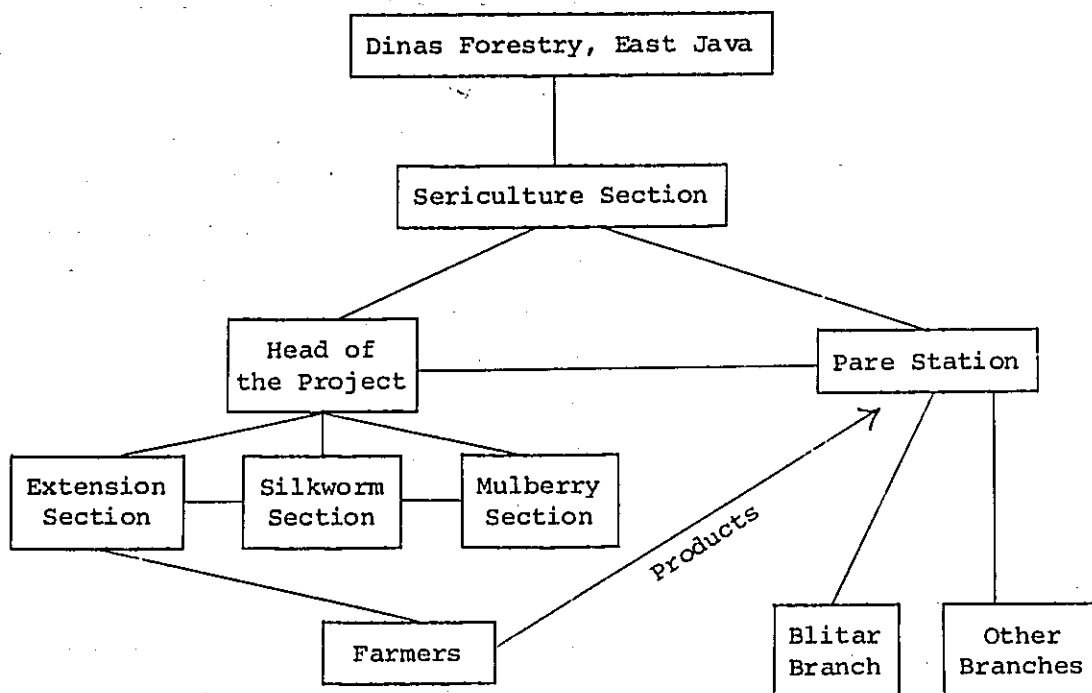 Dinas Forestry, East Java
Sericulture Section
Head of
the Project
Pare Station
Extension
Section
Silkworm
Section
Mulberry
Section
Products
Farmers
Blitar
Branch
Other
Branches